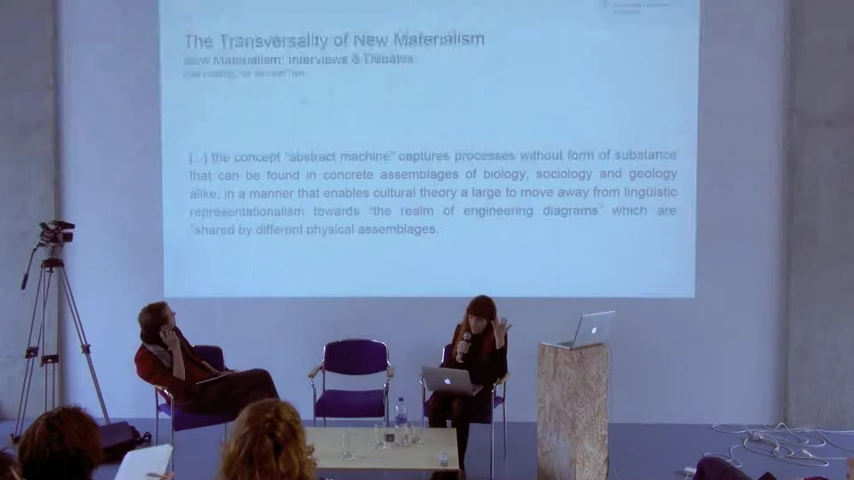 The Transversality of New Materialism
New Materialism: Interviews & Debates
[...] the concept "abstract machine" captures processes without form of substance
that can be found in concrete assemblages of biology, sociology and geology
alike, in a manner that enables cultural theory a large to move away from lingüistic
representationalism towards "the realm of engineering diagrams" which are
"shared by different physical assemblages.